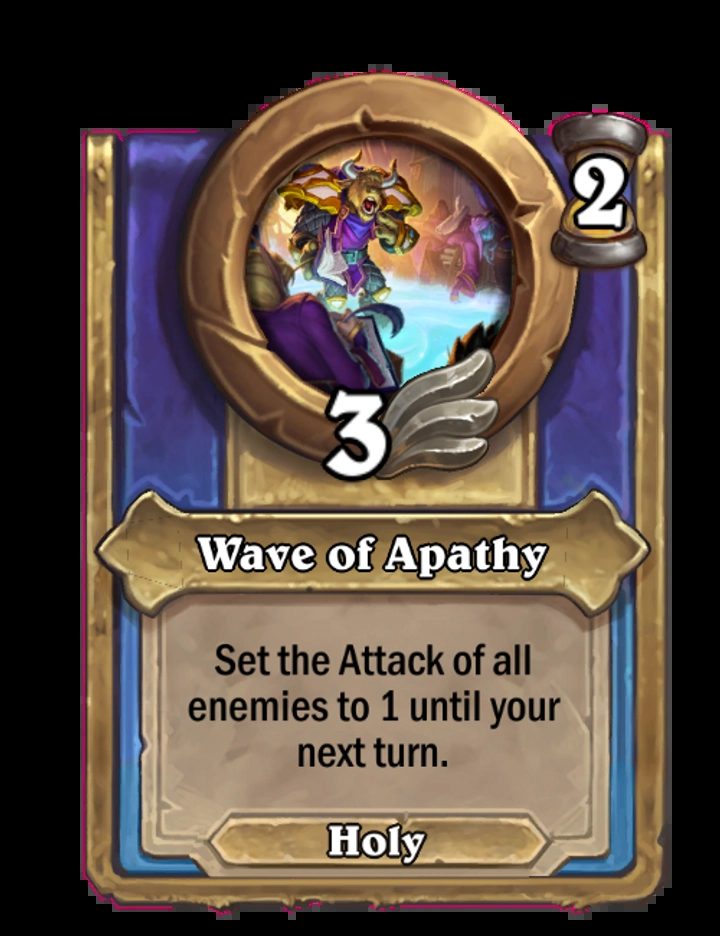 2
3
Wave of Apathy
Set the Attack of all
enemies to 1 until your
next turn.
Holy